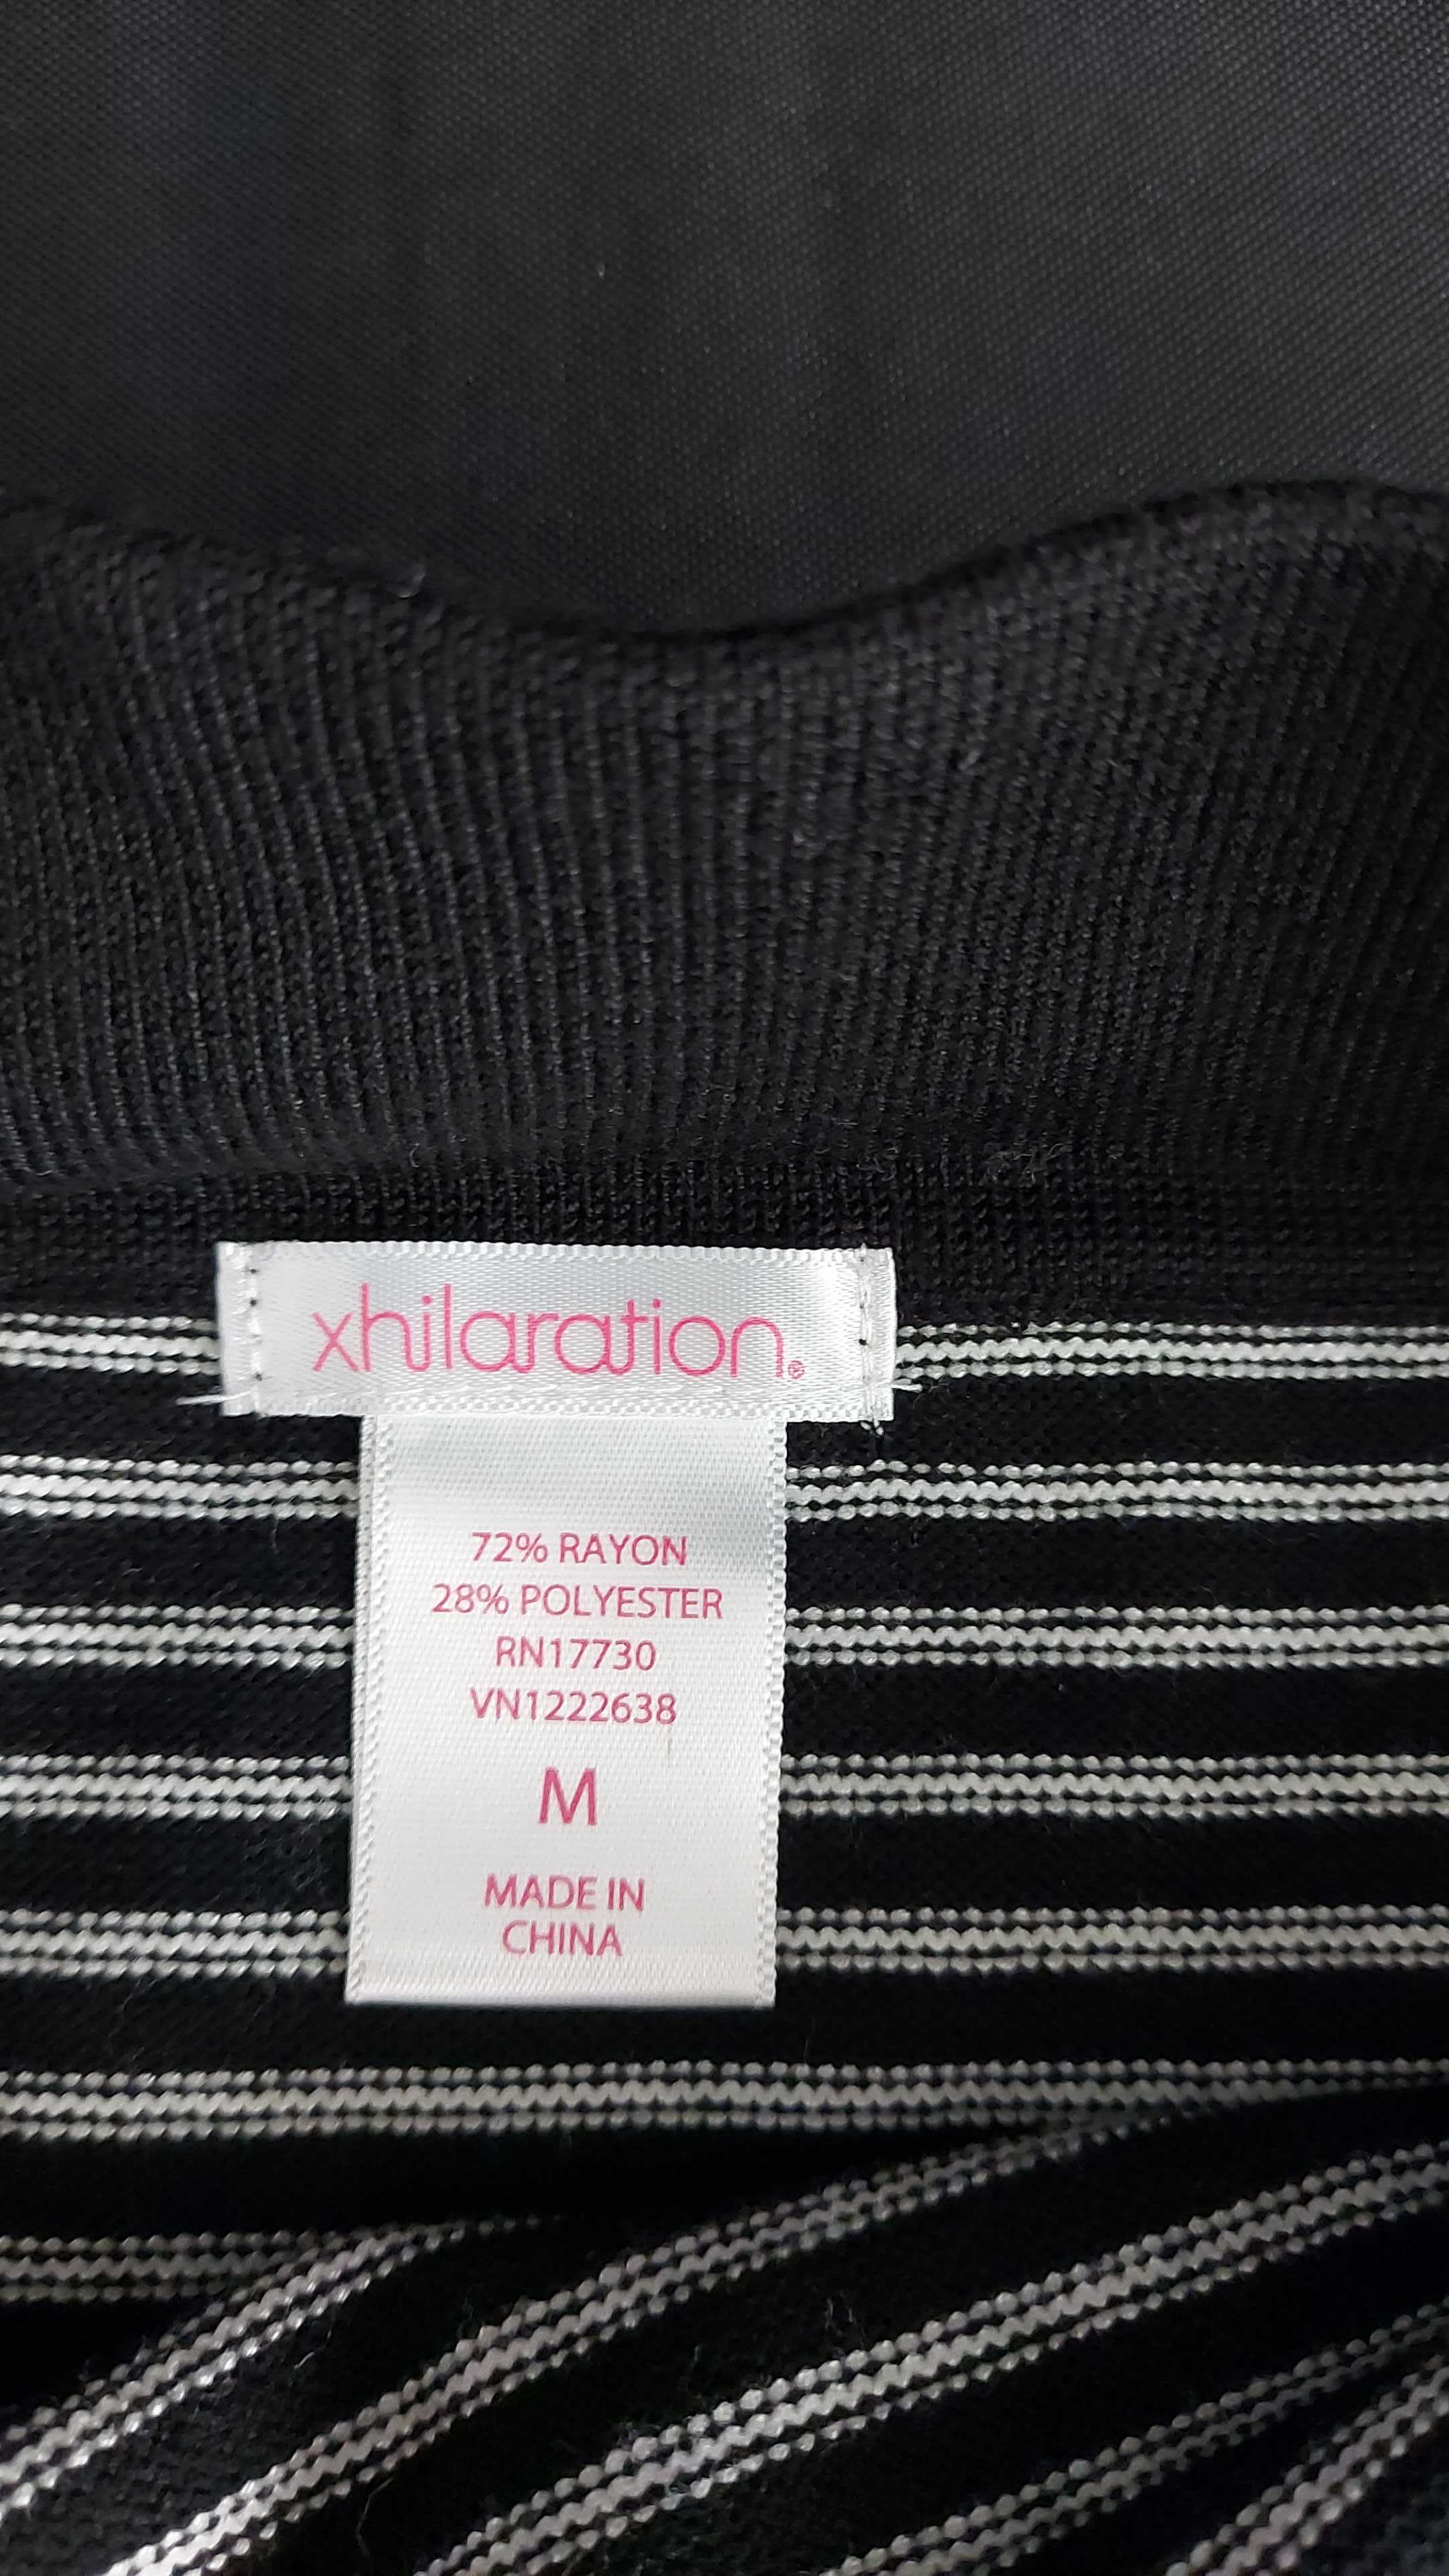 xhilaration®
72% RAYON
28% POLYESTER
RN17730
VN1222638
M
MADE IN
CHINA